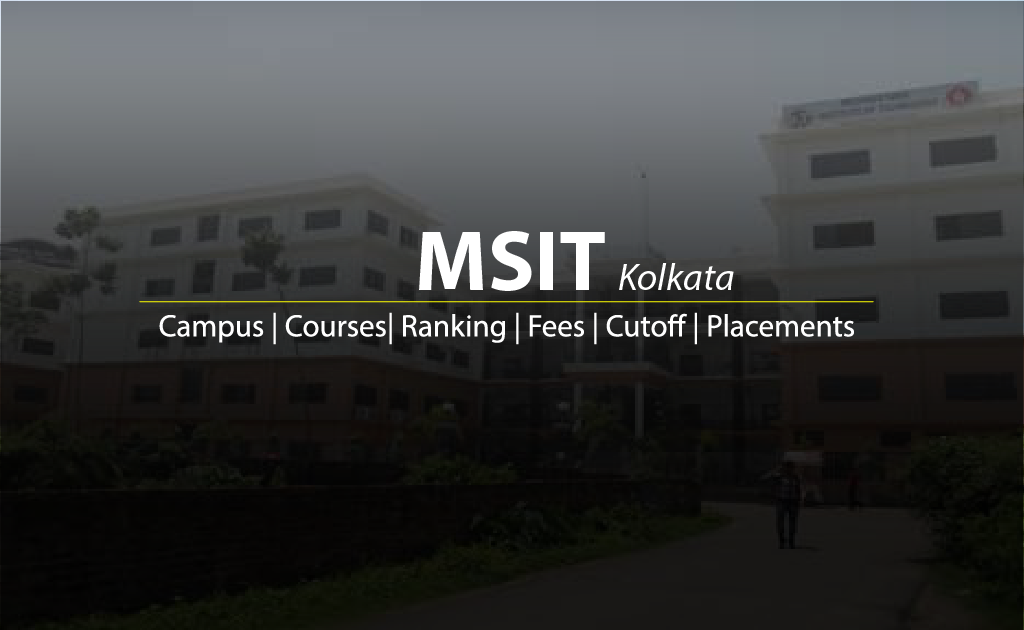 MSIT Kolkata
Campus | Courses| Ranking | Fees | Cutoff | Placements